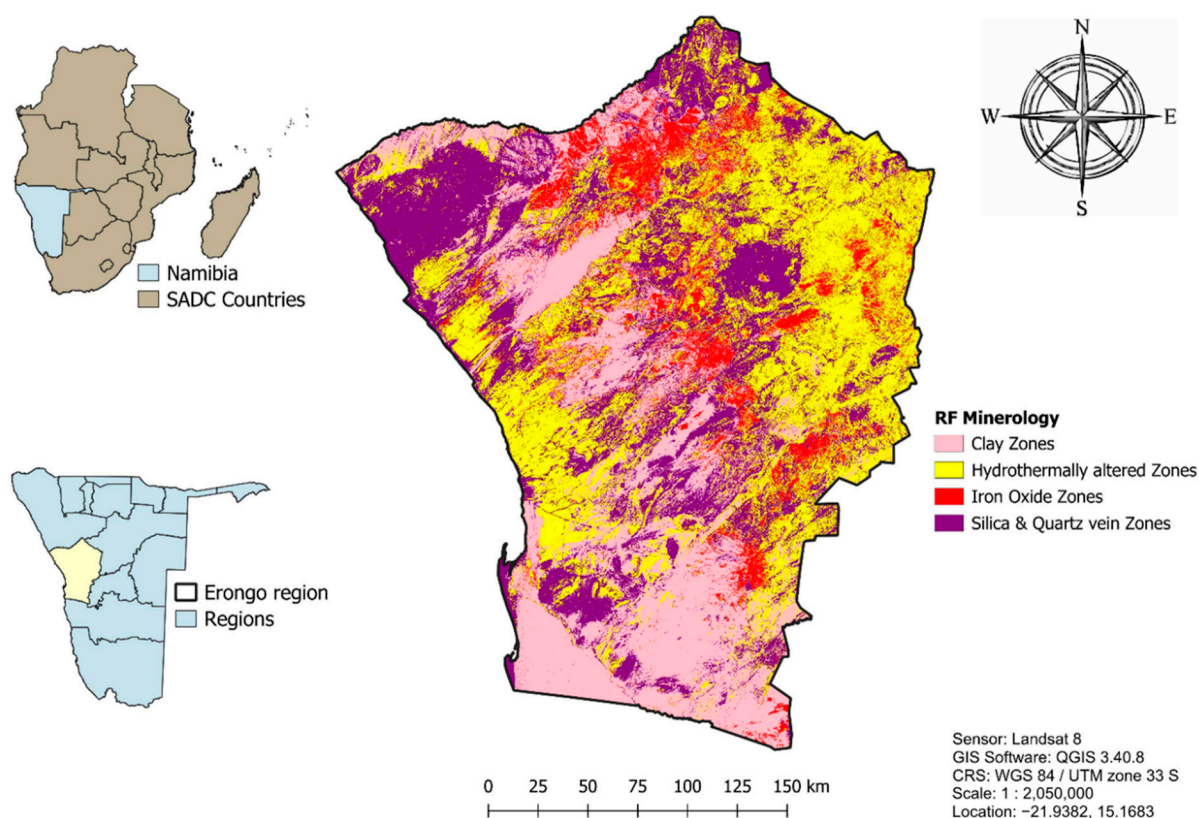 N
W
E
S
Namibia
SADC Countries
Erongo region
Regions
RF Minerology
Clay Zones
Hydrothermally altered Zones
Iron Oxide Zones
Silica & Quartz vein Zones
0 25 50 75 100 125 150 km
Sensor: Landsat 8
GIS Software: QGIS 3.40.8
CRS: WGS 84 / UTM zone 33 S
Scale: 1 : 2,050,000
Location: −21.9382, 15.1683